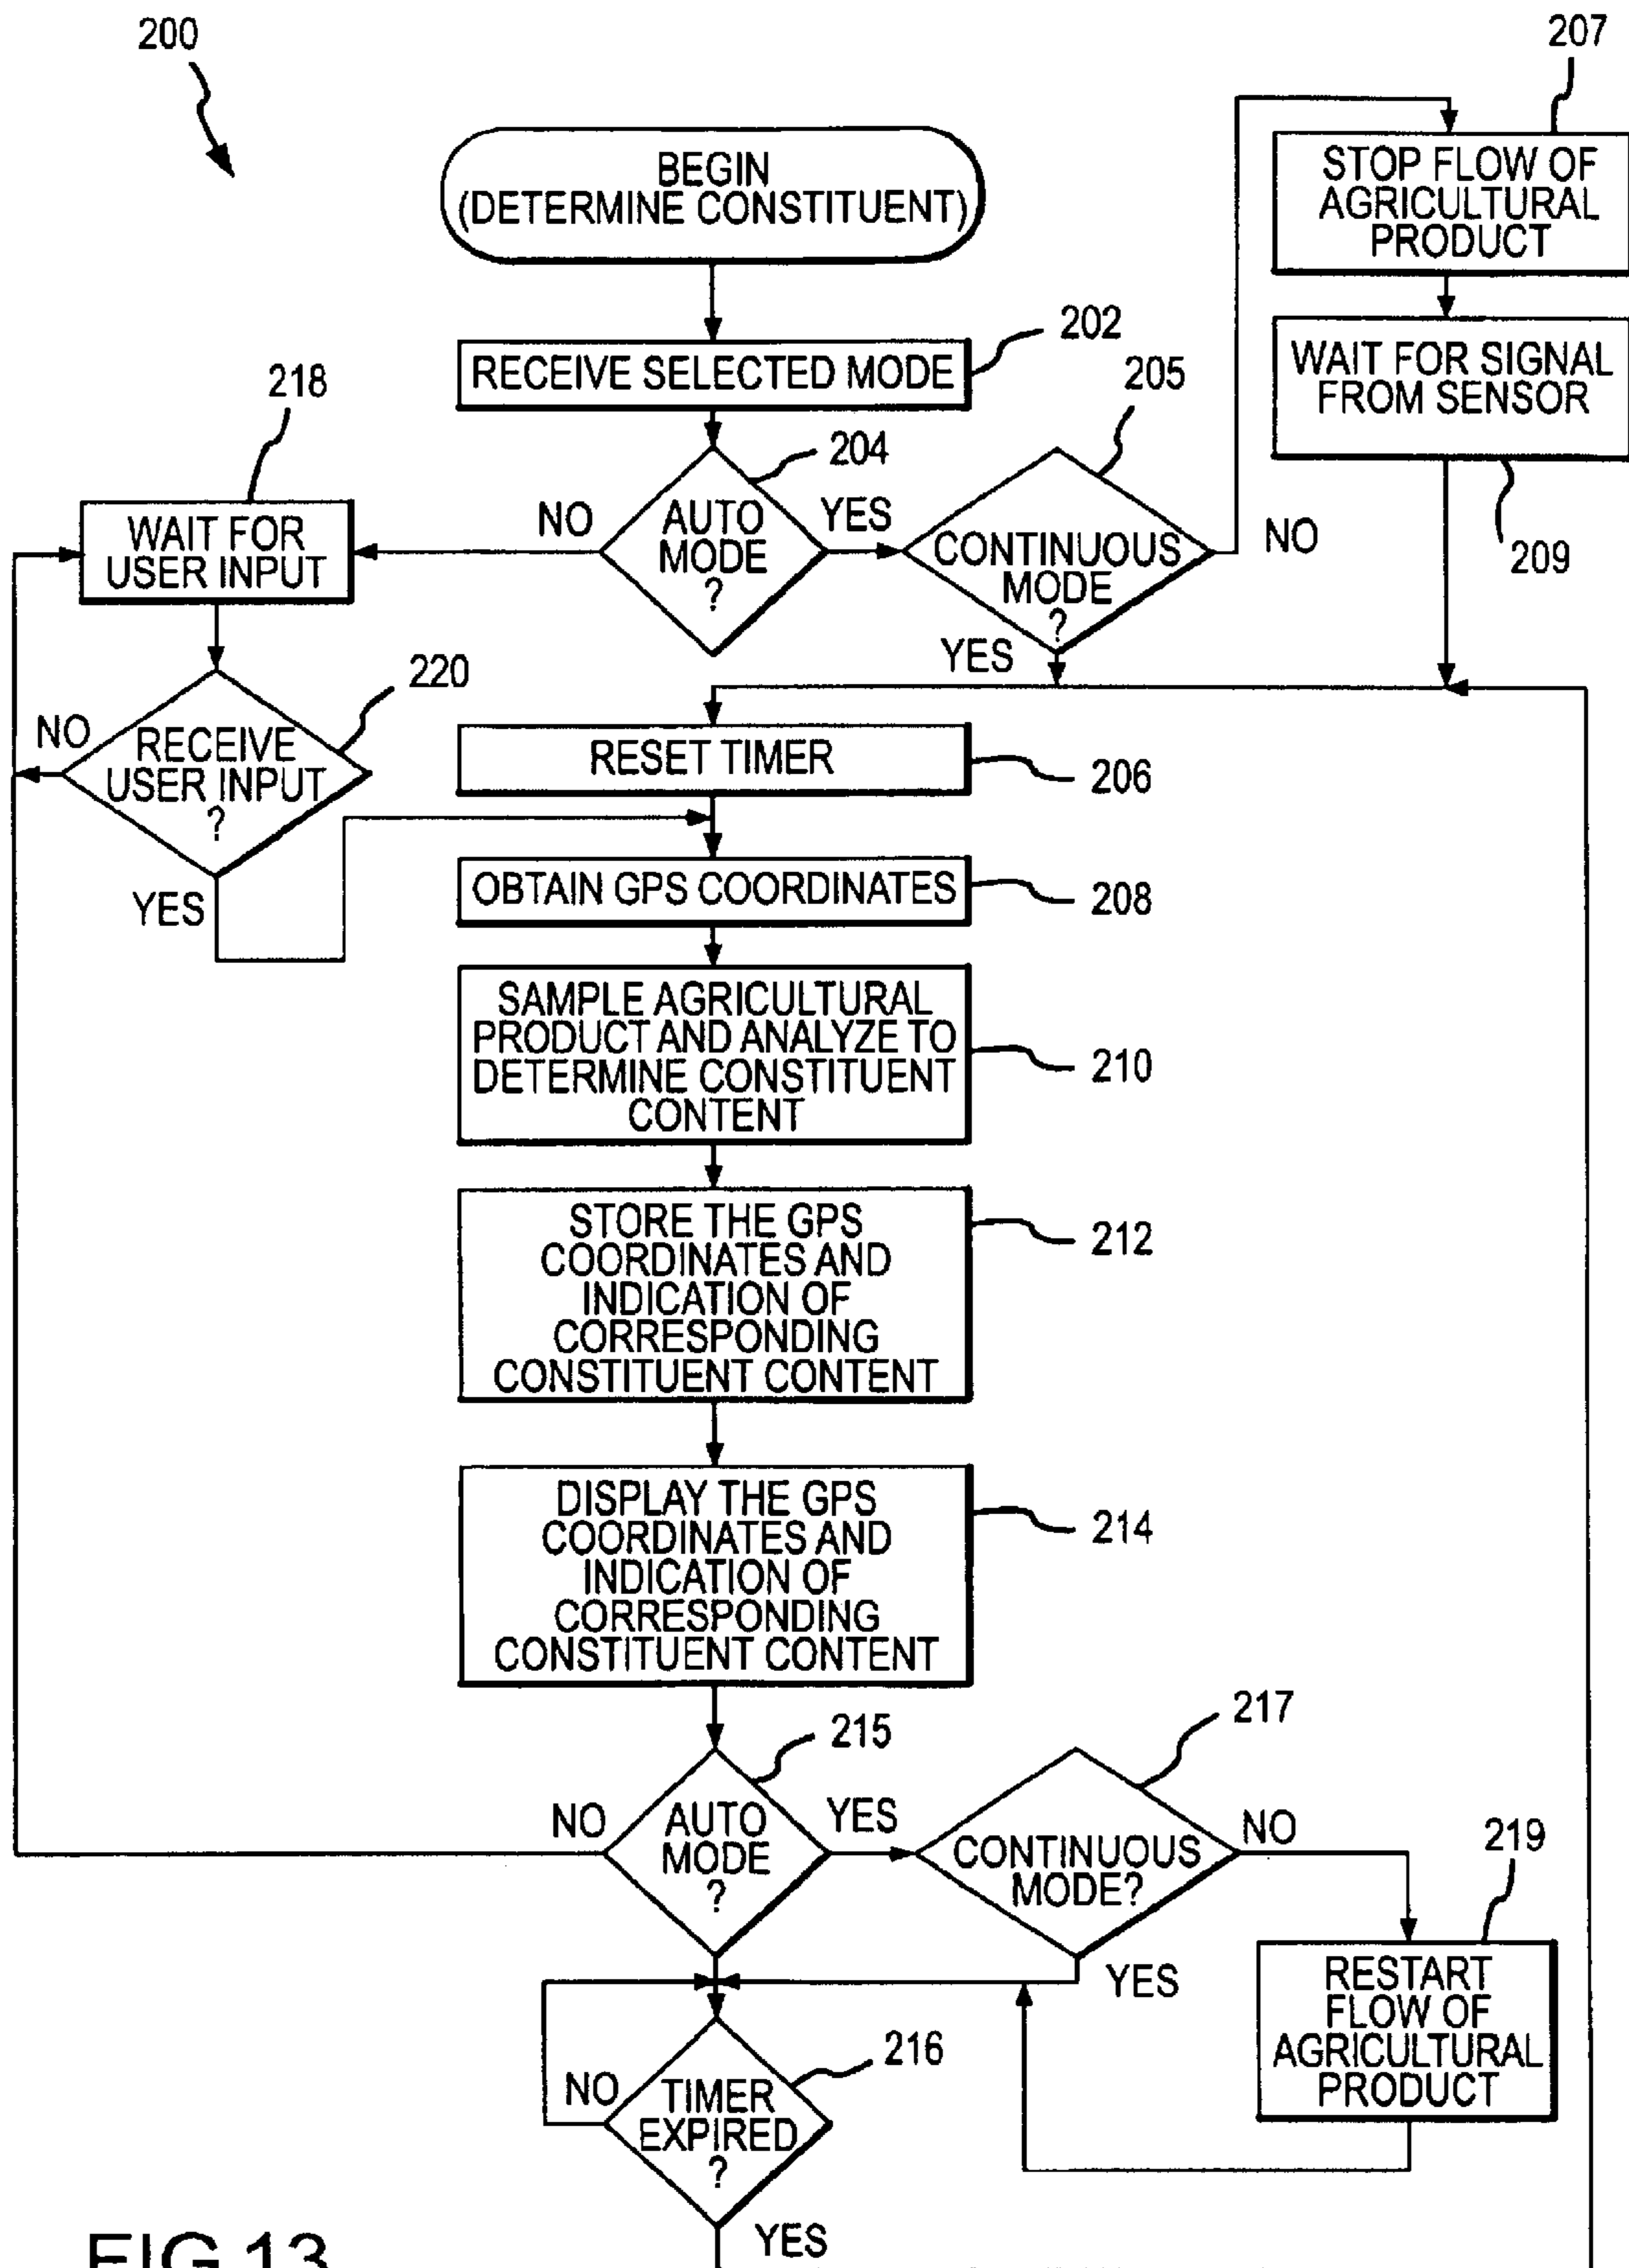 200
207
BEGIN
(DETERMINE CONSTITUENT)
STOP FLOW OF
AGRICULTURAL
PRODUCT
202
RECEIVE SELECTED MODE
205
WAIT FOR SIGNAL
FROM SENSOR
209
218
204
WAIT FOR
USER INPUT
NO
AUTO
MODE
?
YES
CONTINUOUS
MODE
?
NO
YES
220
NO
RECEIVE
USER INPUT
?
YES
RESET TIMER
206
OBTAIN GPS COORDINATES
208
SAMPLE AGRICULTURAL
PRODUCT AND ANALYZE TO
DETERMINE CONSTITUENT
CONTENT
210
STORE THE GPS
COORDINATES AND
INDICATION OF
CORRESPONDING
CONSTITUENT CONTENT
212
DISPLAY THE GPS
COORDINATES AND
INDICATION OF
CORRESPONDING
CONSTITUENT CONTENT
214
215
217
NO
AUTO
MODE
?
YES
CONTINUOUS
MODE?
NO
YES
219
RESTART
FLOW OF
AGRICULTURAL
PRODUCT
216
NO
TIMER
EXPIRED
?
YES
FIG.13